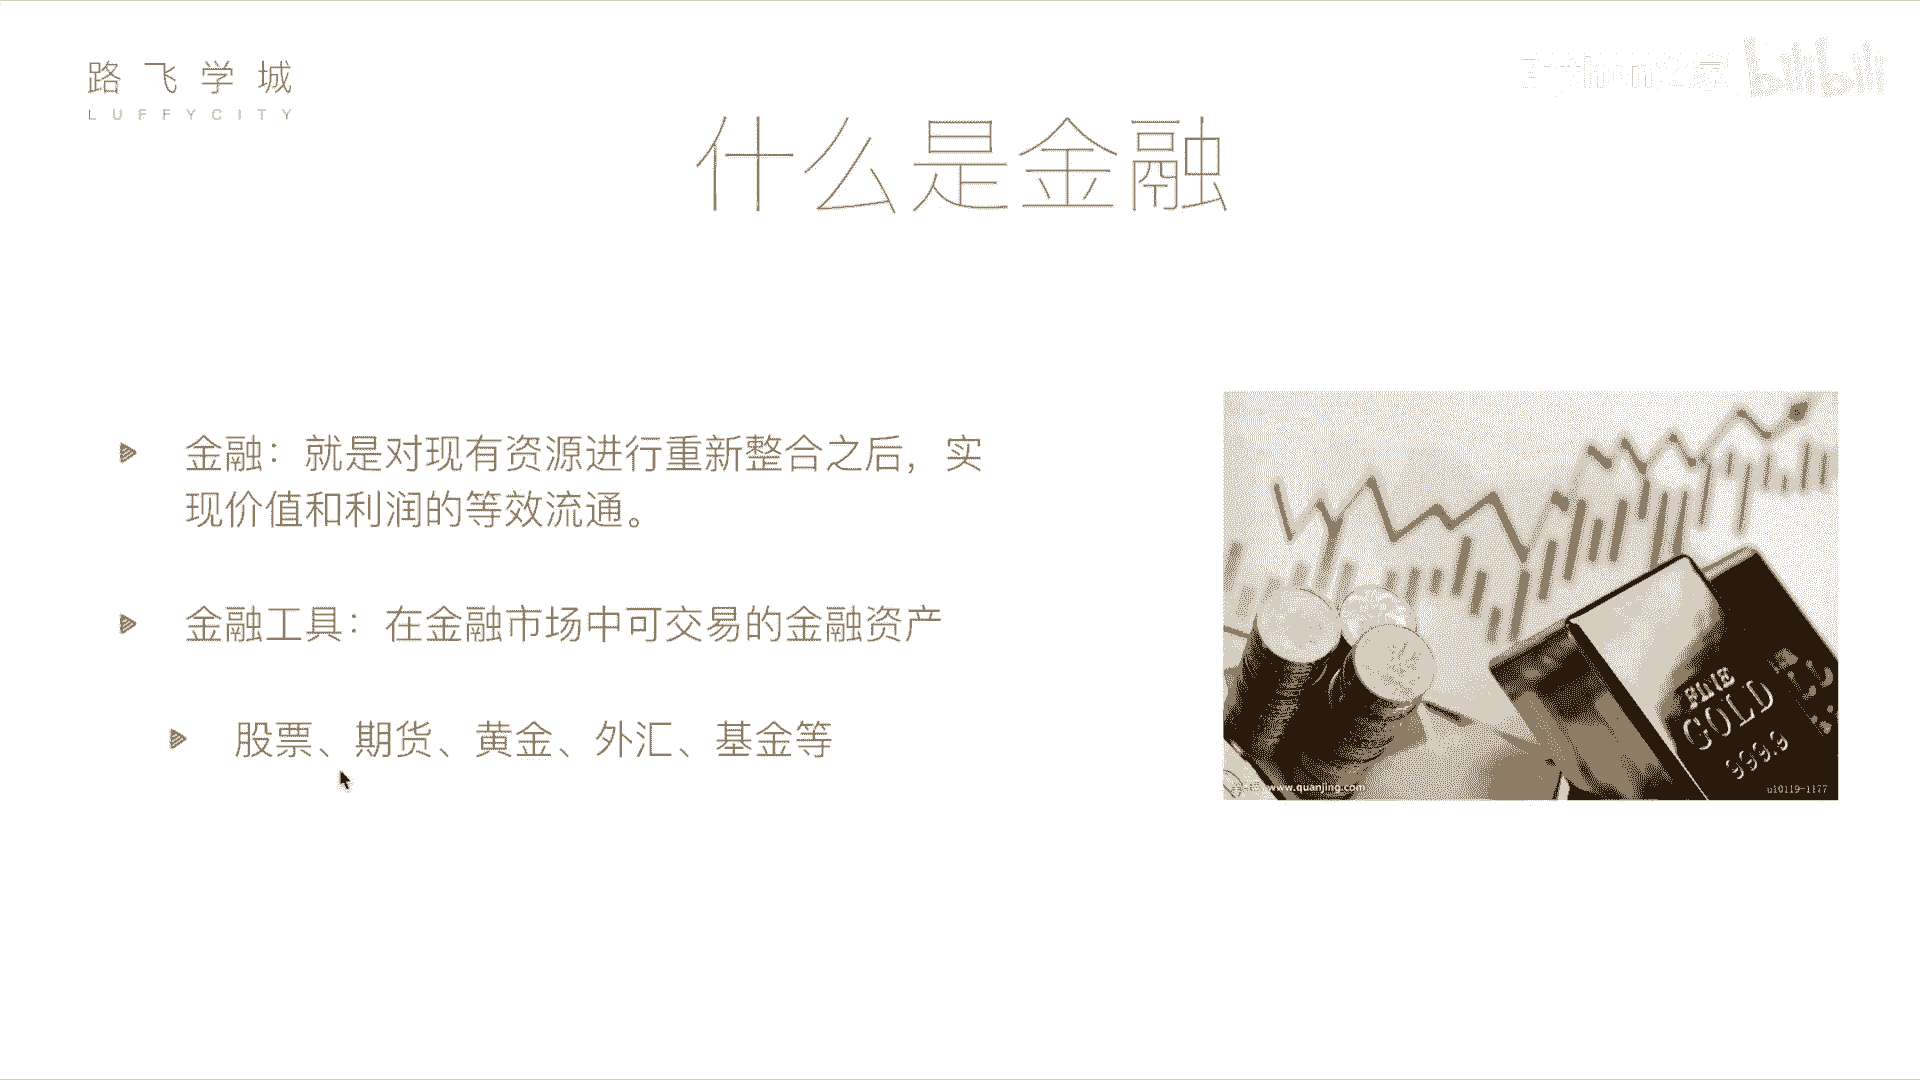 路飞学城
LUFFYCITY
bilibili
什么是金融
金融：就是对现有资源进行重新整合之后，实
现价值和利润的等效流通。
金融工具：在金融市场中可交易的金融资产
股票、期货、黄金、外汇、基金等
FINE
GOLD
999.9
www.quanjing.com
u10119-1177